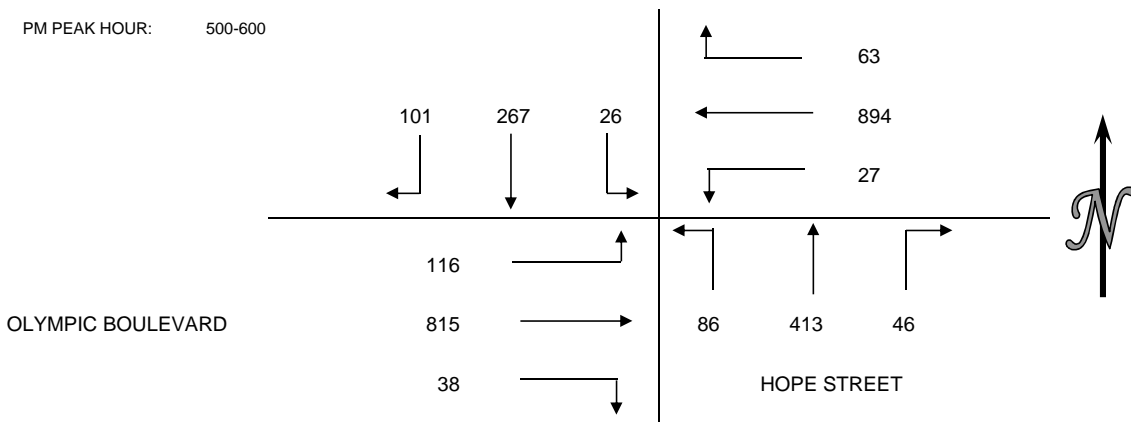 PM PEAK HOUR: 500-600
63
101 267 26 894
27
N
116
OLYMPIC BOULEVARD 815 86 413 46
38 HOPE STREET